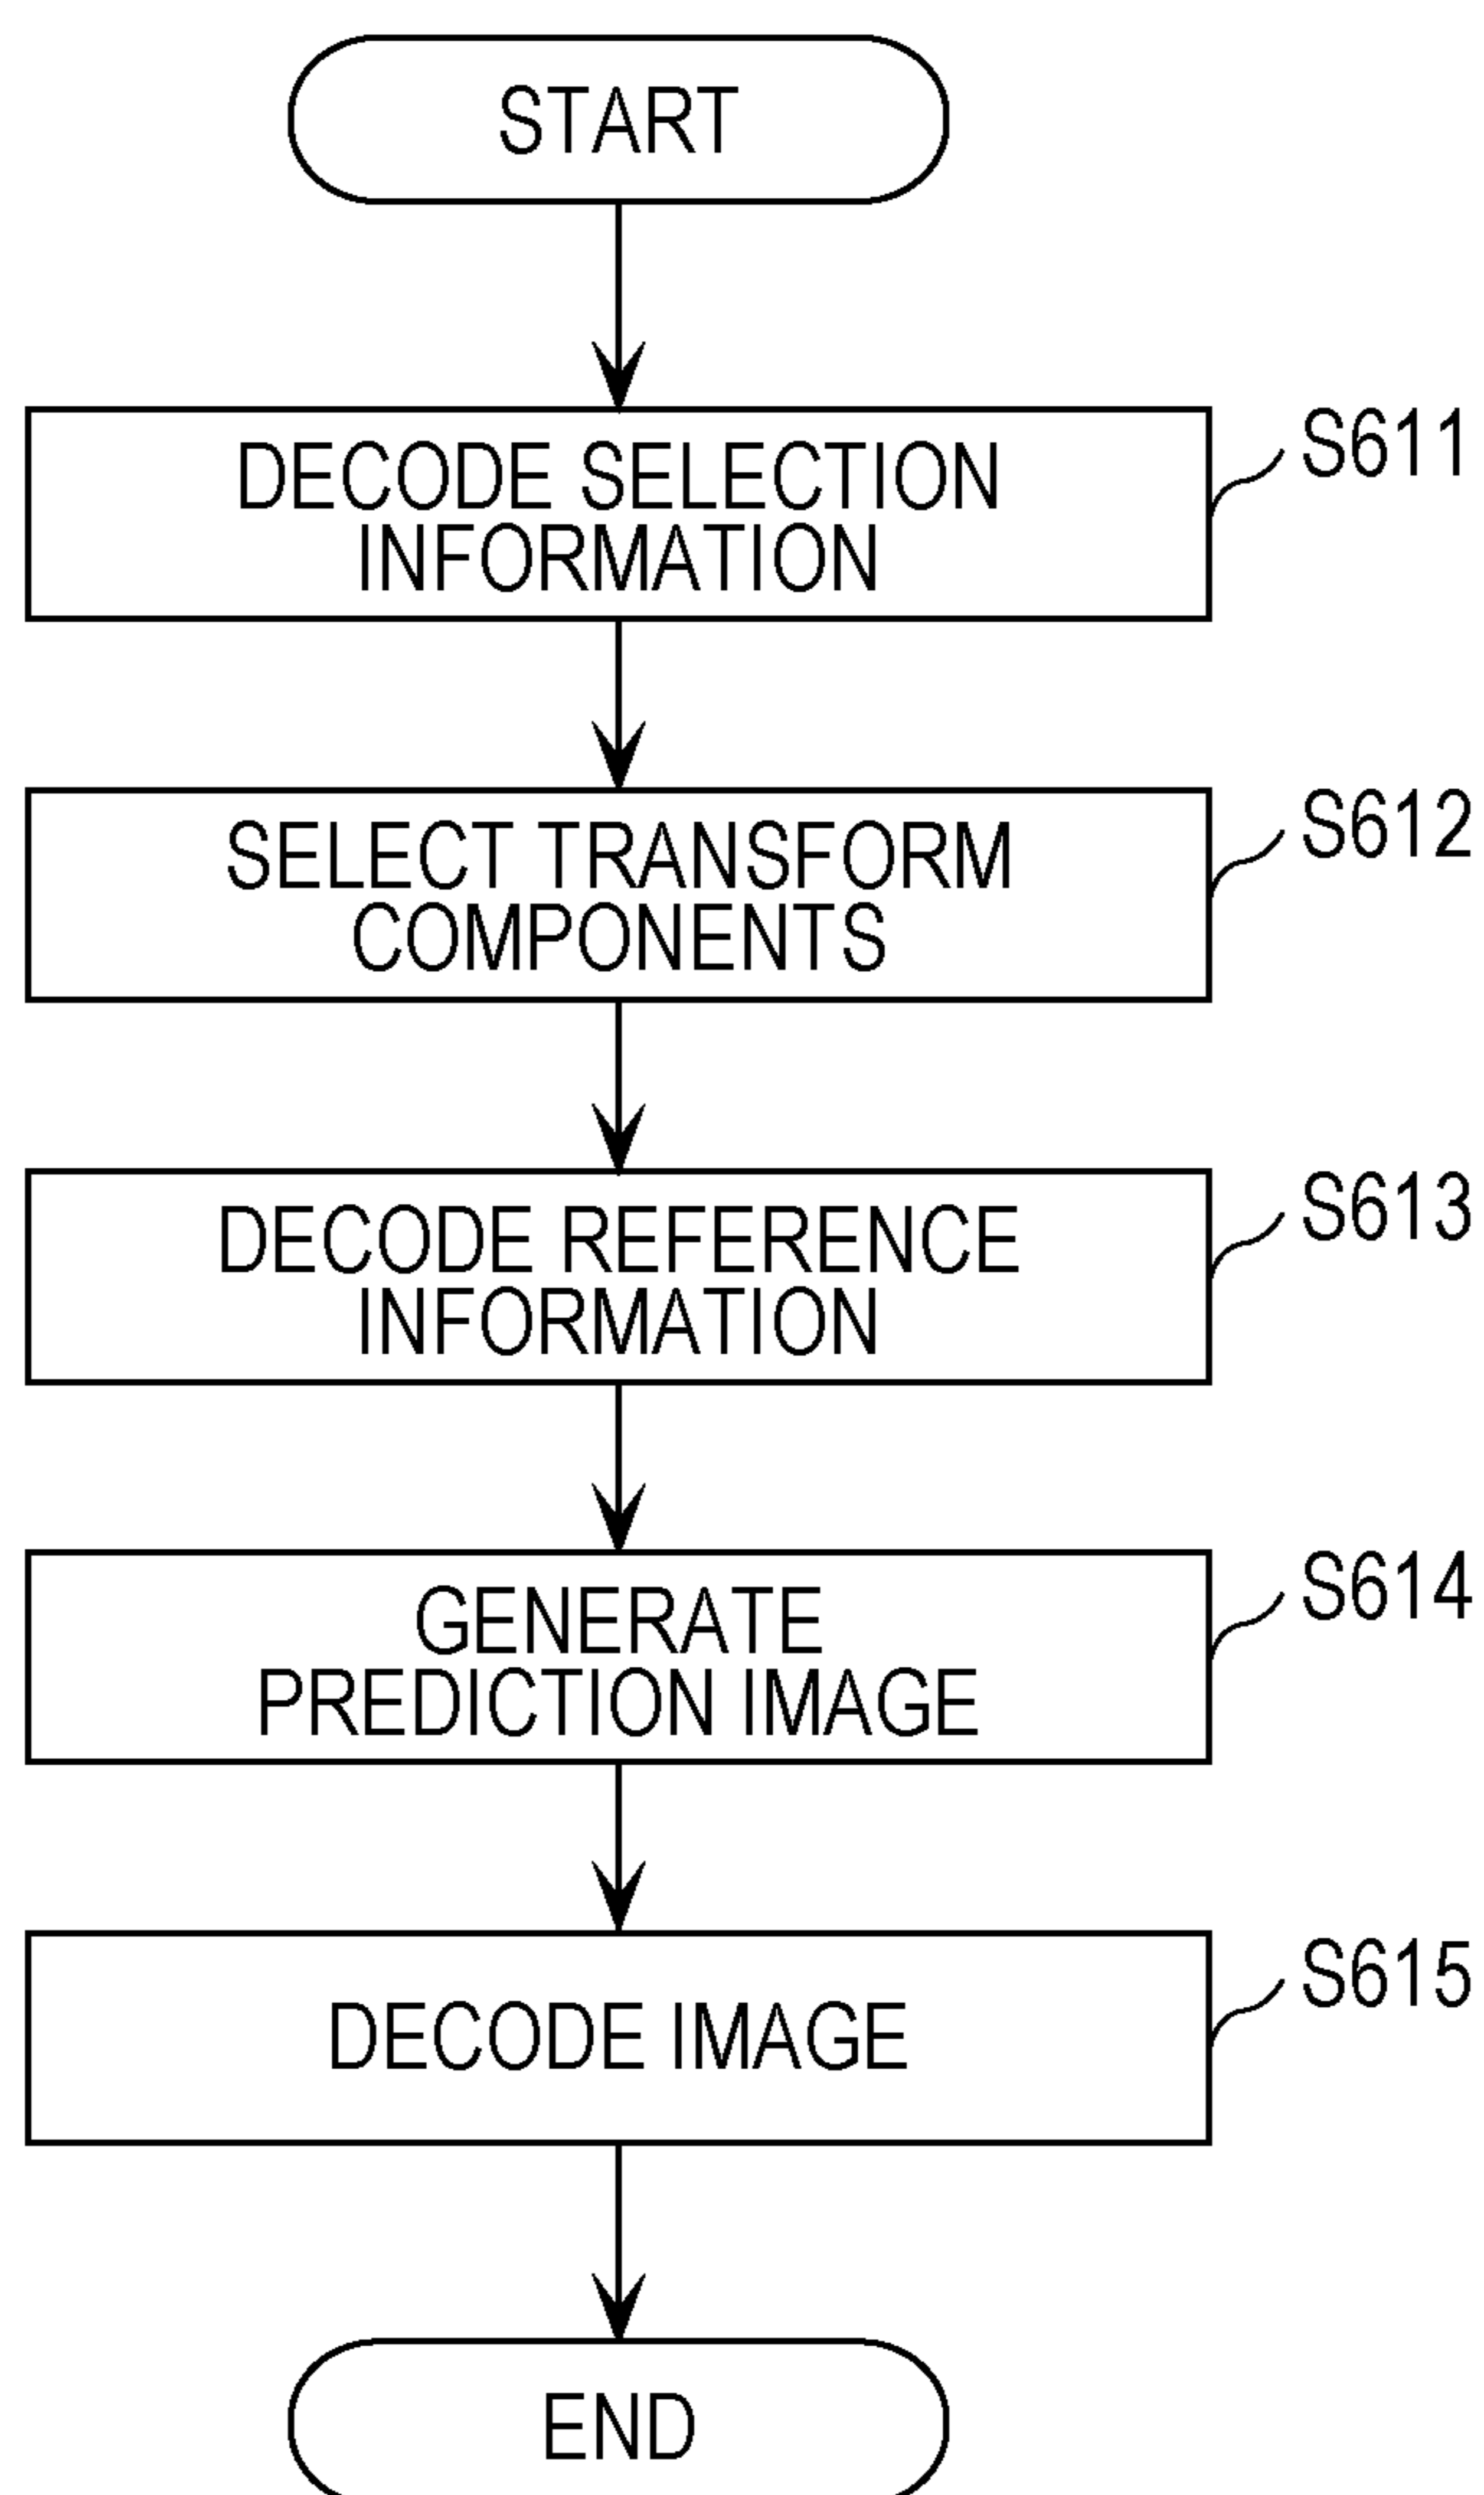 START
DECODE SELECTION
INFORMATION
S611
SELECT TRANSFORM
COMPONENTS
S612
DECODE REFERENCE
INFORMATION
S613
GENERATE
PREDICTION IMAGE
S614
DECODE IMAGE
S615
END